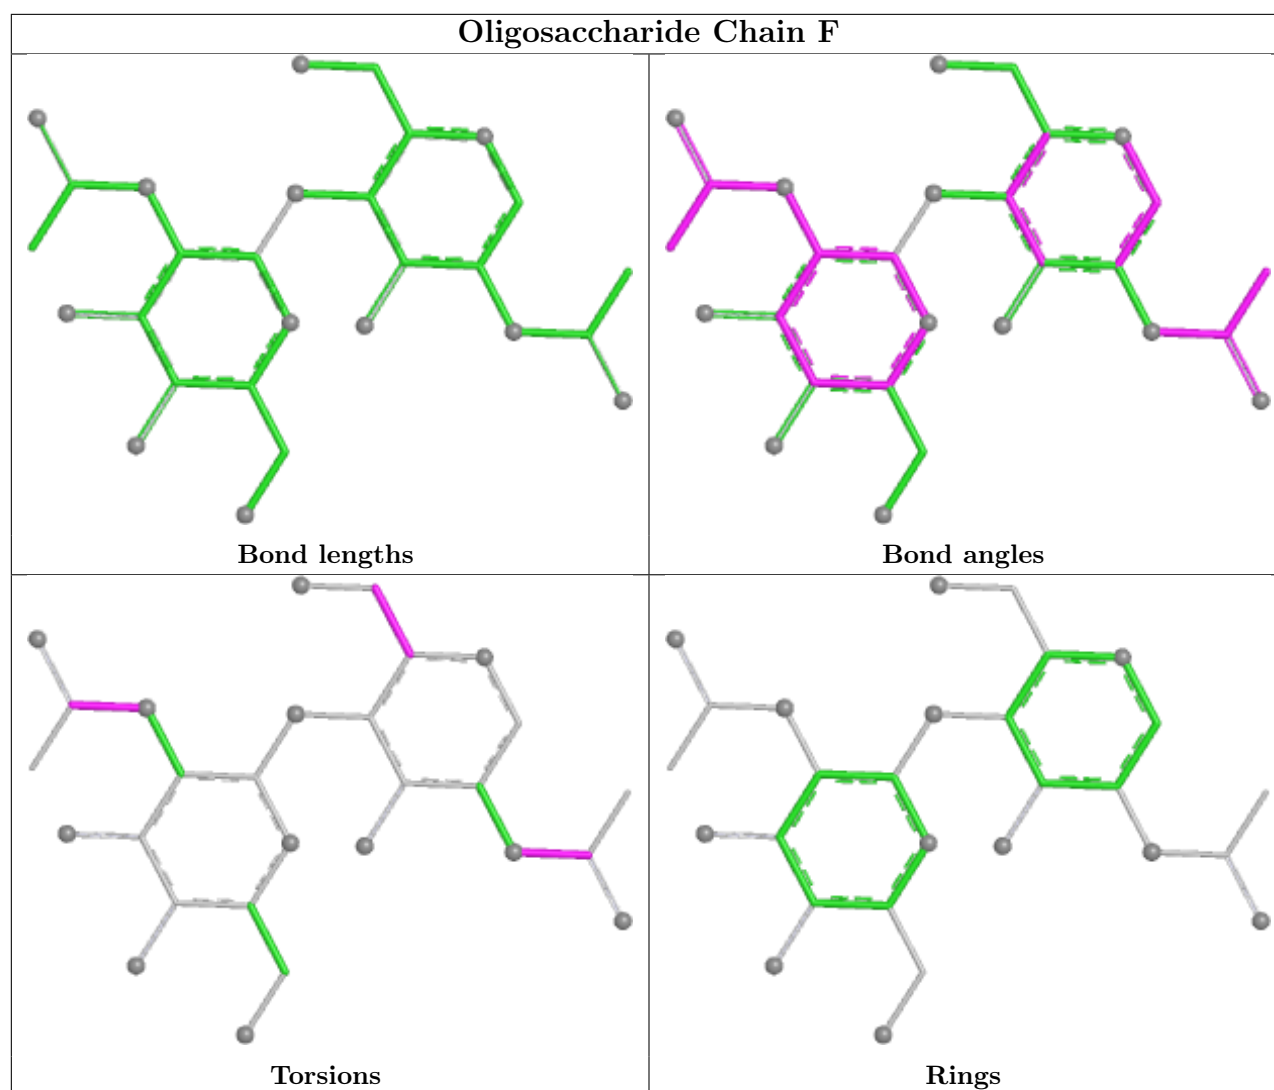 Oligosaccharide Chain F
Bond lengths
Bond angles
Torsions
Rings